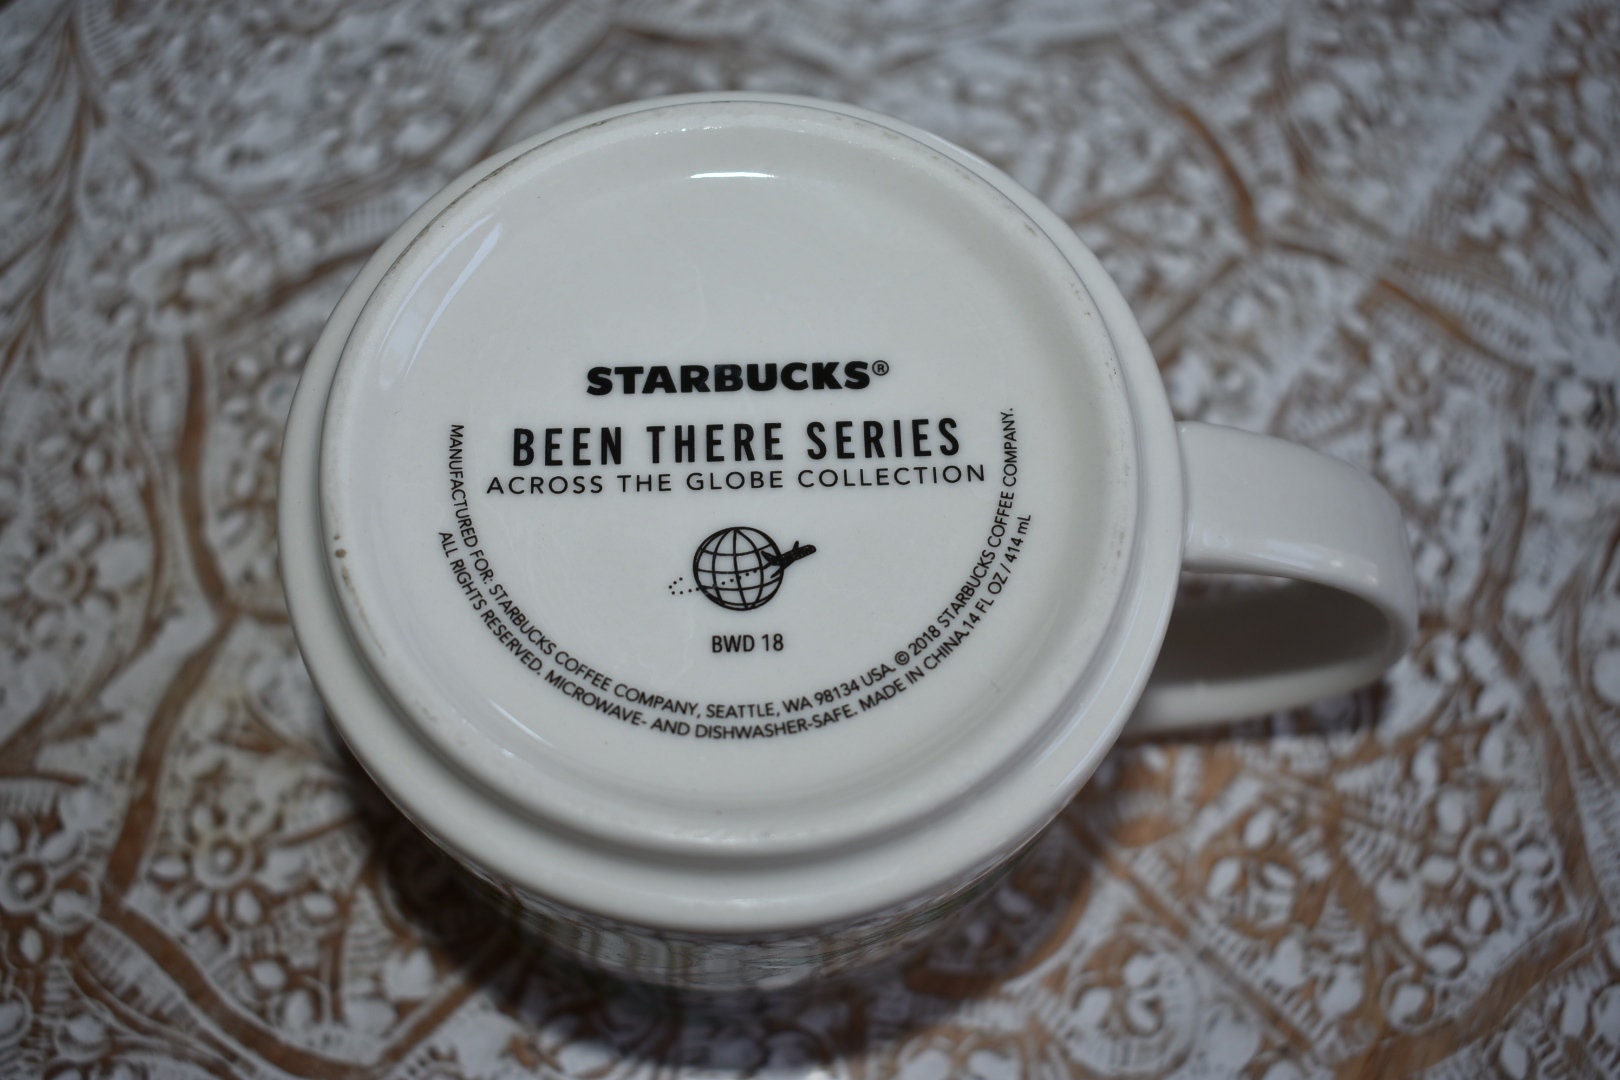 STARBUCKS®
BEEN THERE SERIES
ACROSS THE GLOBE COLLECTION
BWD 18
MANUFACTURED FOR: STARBUCKS COFFEE COMPANY, SEATTLE, WA 98134 USA. © 2018 STARBUCKS COFFEE COMPANY.
ALL RIGHTS RESERVED. MICROWAVE- AND DISHWASHER-SAFE. MADE IN CHINA.14 FL OZ / 414 mL